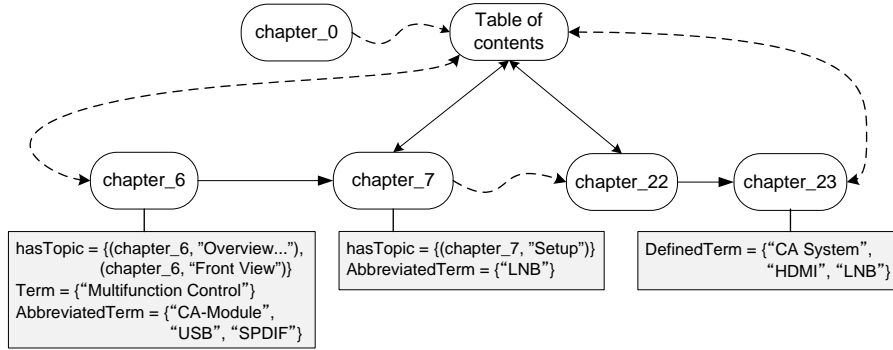 chapter_0
Table of
contents
chapter_6
chapter_7
chapter_22
chapter_23
hasTopic = {(chapter_6, ”Overview...”),
(chapter_6, “Front View”)}
Term = {“Multifunction Control”}
AbbreviatedTerm = {“CA-Module”,
“USB”, “SPDIF”}
hasTopic = {(chapter_7, ”Setup”)}
AbbreviatedTerm = {“LNB”}
DefinedTerm = {“CA System”,
“HDMI”, “LNB”}